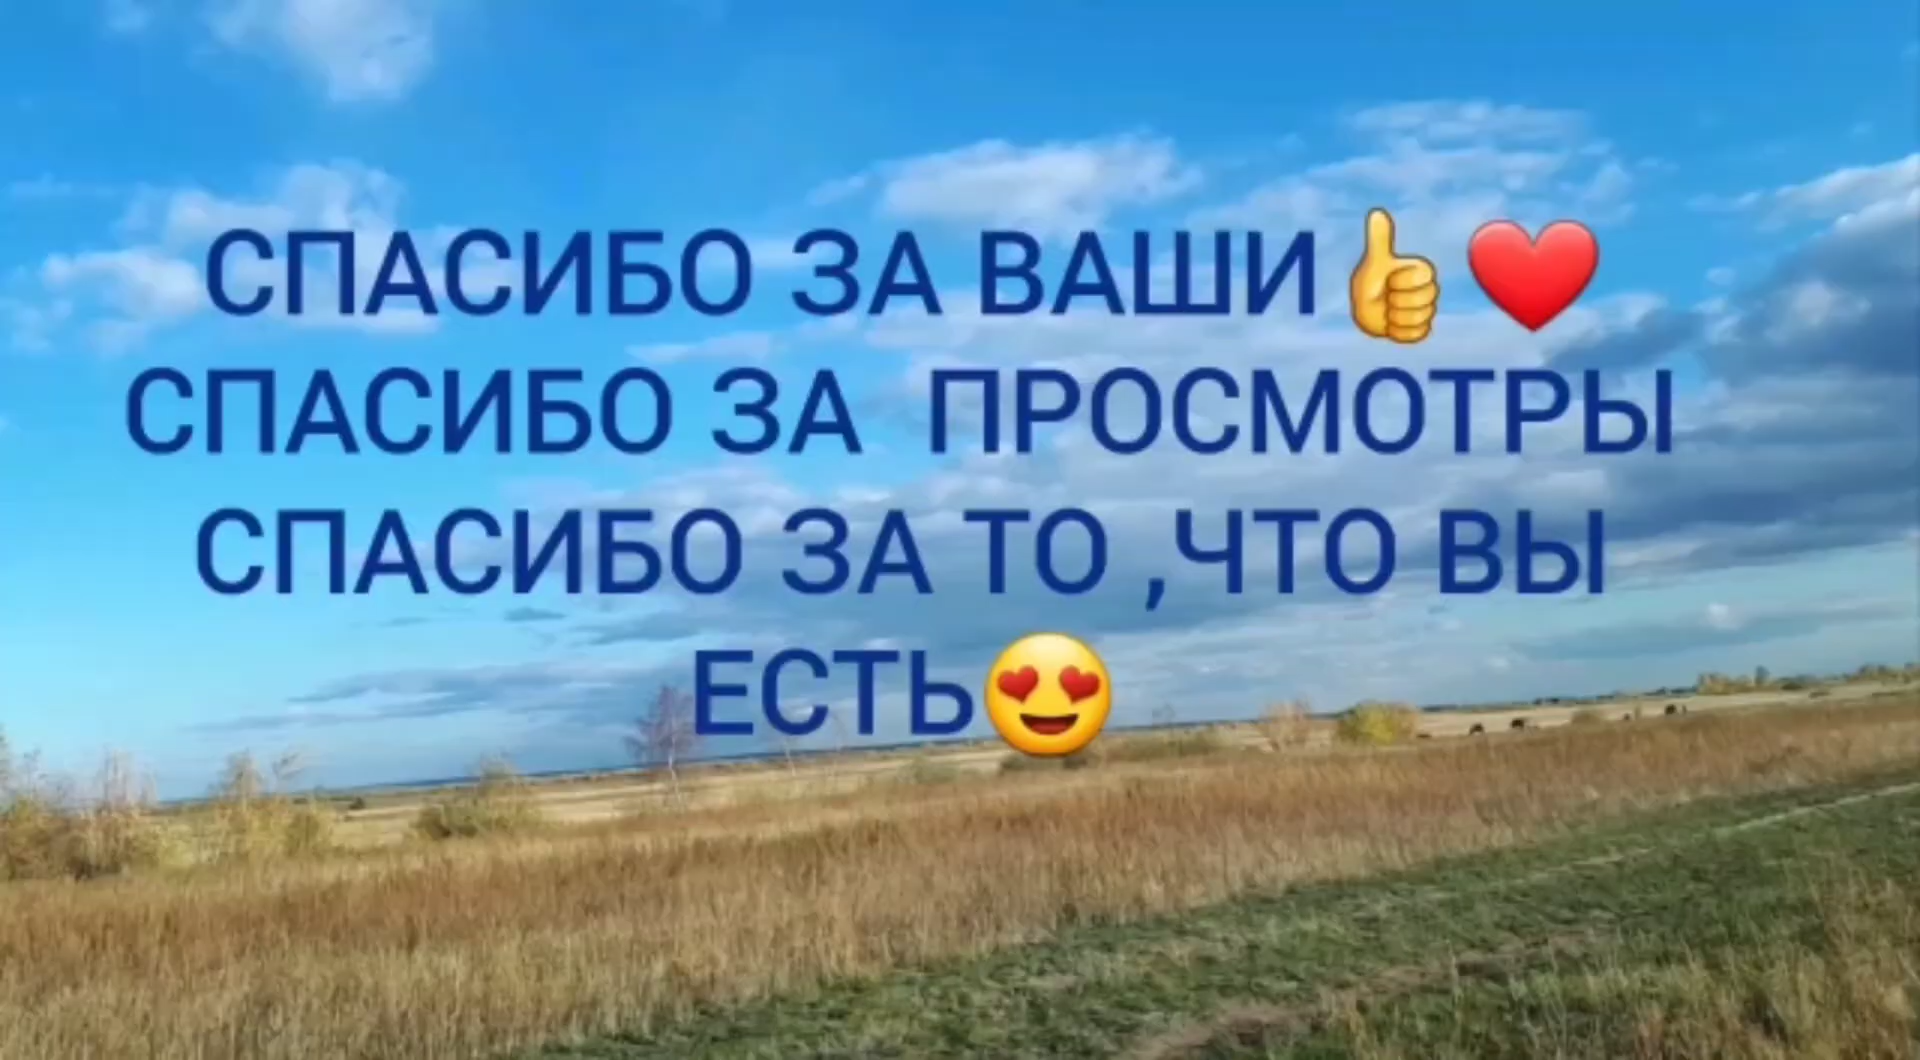 СПАСИБО ЗА ВАШИ👍❤️
СПАСИБО ЗА  ПРОСМОТРЫ
СПАСИБО ЗА ТО ,ЧТО ВЫ
ЕСТЬ😍